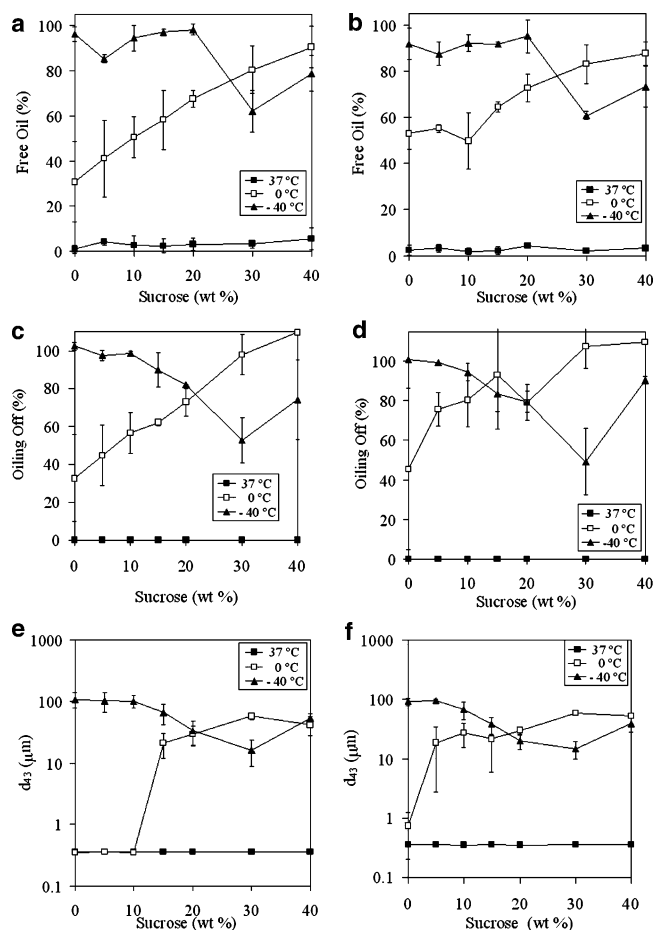 a
100
80
60
40
20
0
Free Oil (%)
37 °C
0 °C
- 40 °C
0 10 20 30 40
Sucrose (wt %)
b
100
80
60
40
20
0
Free Oil (%)
37 °C
0 °C
- 40 °C
0 10 20 30 40
Sucrose (wt %)
c
100
80
60
40
20
0
Oiling Off (%)
37 °C
0 °C
- 40 °C
0 10 20 30 40
Sucrose (wt %)
d
100
80
60
40
20
0
Oiling Off (%)
37 °C
0 °C
-40 °C
0 10 20 30 40
Sucrose (wt %)
e
1000
100
10
1
0.1
d43 (μm)
37 °C
0 °C
- 40 °C
0 10 20 30 40
Sucrose (wt %)
f
1000
100
10
1
0.1
d43 (μm)
37 °C
0 °C
- 40 °C
0 10 20 30 40
Sucrose (wt %)